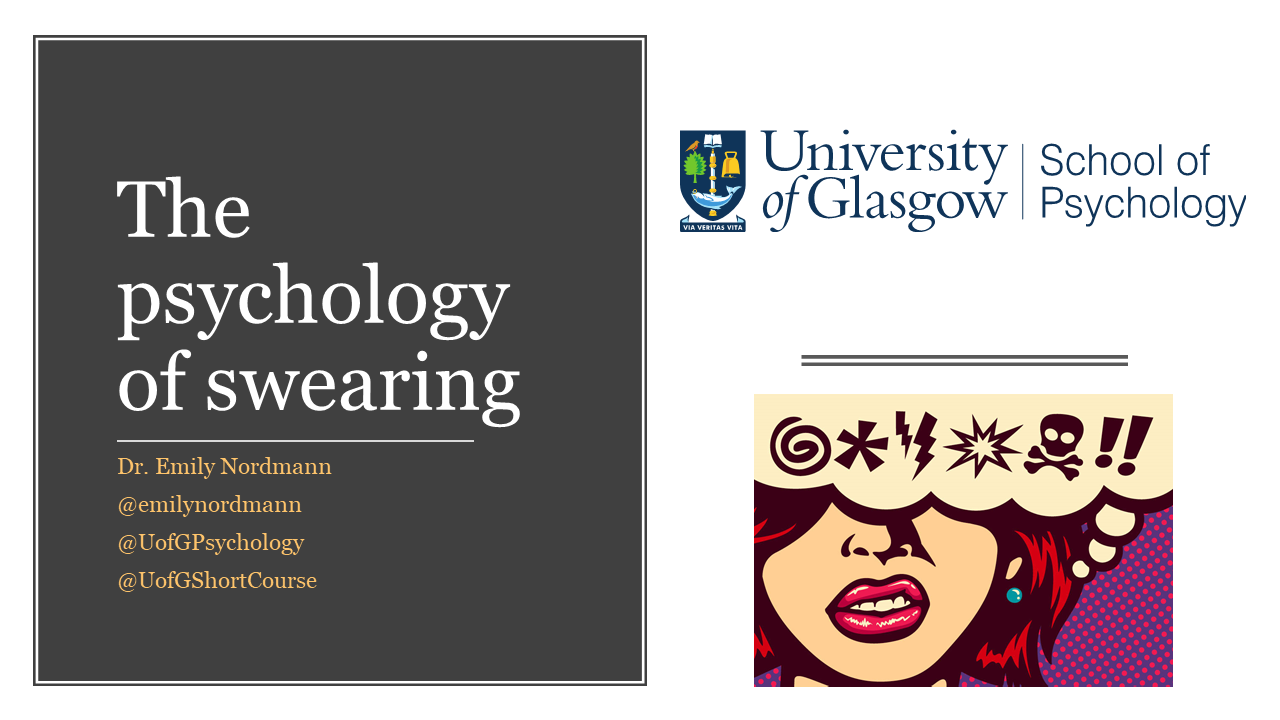 The
psychology
of swearing
Dr. Emily Nordmann
@emilynordmann
@UofGPsychology
@UofGShortCourse
University
of Glasgow
School of
Psychology
VIA VERITAS VITA
!!